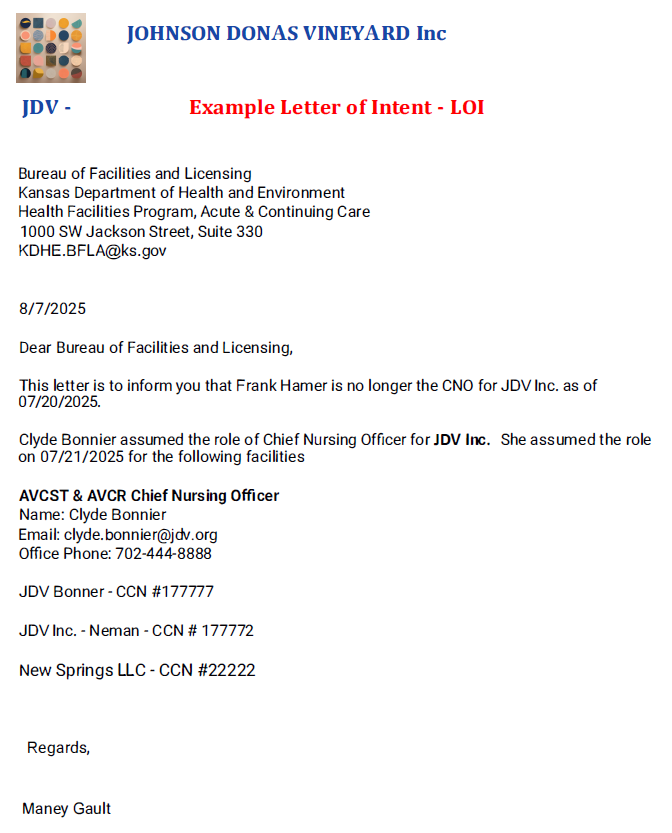 JOHNSON DONAS VINEYARD Inc
JDV - Example Letter of Intent - LOI
Bureau of Facilities and Licensing
Kansas Department of Health and Environment
Health Facilities Program, Acute & Continuing Care
1000 SW Jackson Street, Suite 330
KDHE.BFLA@ks.gov
8/7/2025
Dear Bureau of Facilities and Licensing,
This letter is to inform you that Frank Hamer is no longer the CNO for JDV Inc. as of
07/20/2025.
Clyde Bonnier assumed the role of Chief Nursing Officer for JDV Inc. She assumed the role
on 07/21/2025 for the following facilities
AVCST & AVCR Chief Nursing Officer
Name: Clyde Bonnier
Email: clyde.bonnier@jdv.org
Office Phone: 702-444-8888
JDV Bonner - CCN #177777
JDV Inc. - Neman - CCN # 177772
New Springs LLC - CCN #22222
Regards,
Maney Gault